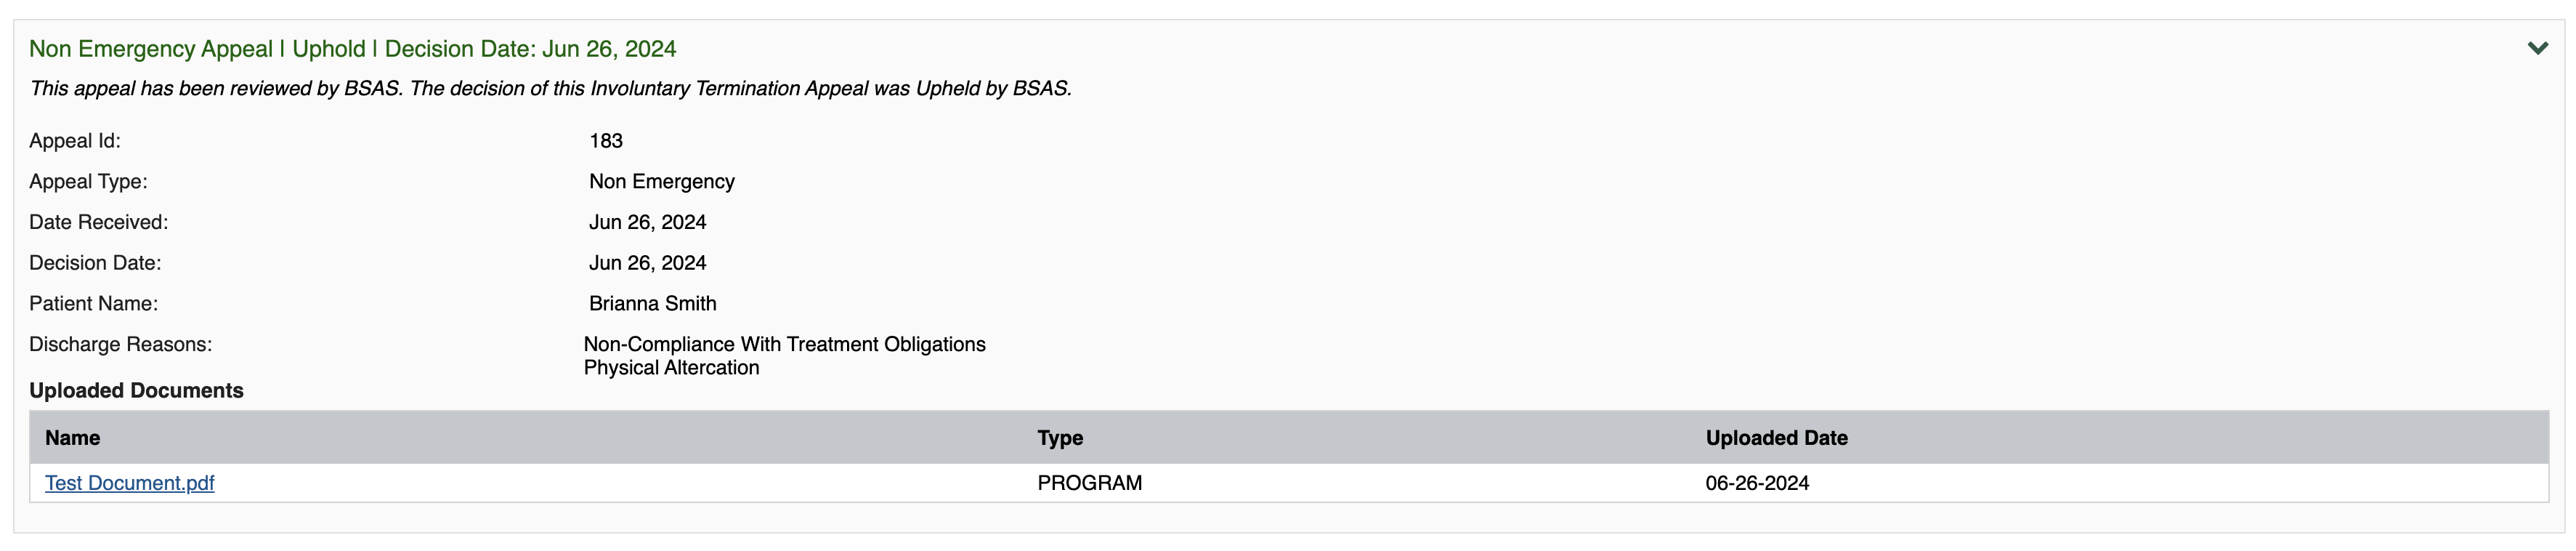 Non Emergency Appeal | Uphold | Decision Date: Jun 26, 2024
This appeal has been reviewed by BSAS. The decision of this Involuntary Termination Appeal was Upheld by BSAS.
Appeal Id: 183
Appeal Type: Non Emergency
Date Received: Jun 26, 2024
Decision Date: Jun 26, 2024
Patient Name: Brianna Smith
Discharge Reasons: Non-Compliance With Treatment Obligations
Physical Altercation
Uploaded Documents
Name Type Uploaded Date
Test Document.pdf PROGRAM 06-26-2024